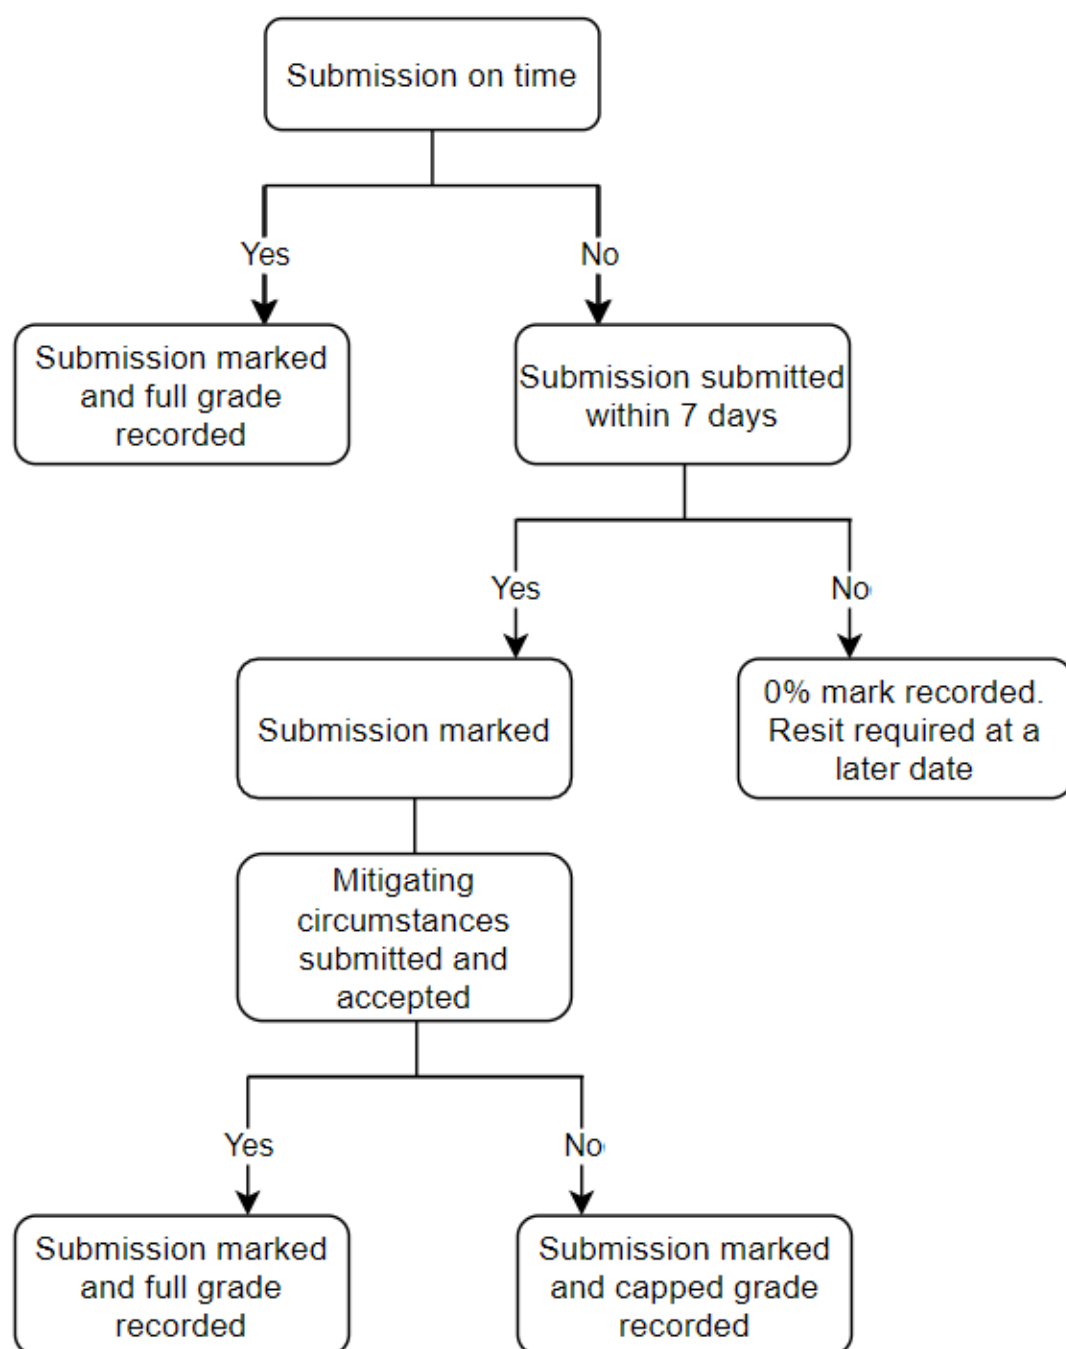 Submission on time
Yes
No
Submission marked
and full grade
recorded
Submission submitted
within 7 days
Yes
No
Submission marked
0% mark recorded.
Resit required at a
later date
Mitigating
circumstances
submitted and
accepted
Yes
No
Submission marked
and full grade
recorded
Submission marked
and capped grade
recorded